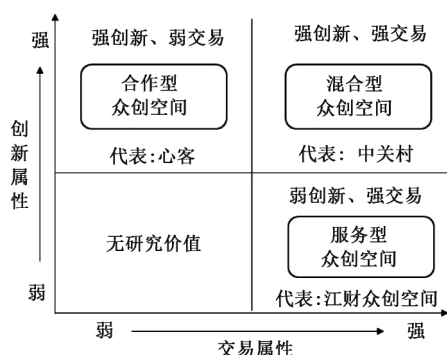 强
强创新、弱交易
强创新、强交易
合作型
众创空间
混合型
众创空间
代表:心客
代表: 中关村
创新属性
弱创新、强交易
无研究价值
服务型
众创空间
弱
代表:江财众创空间
弱
强
交易属性